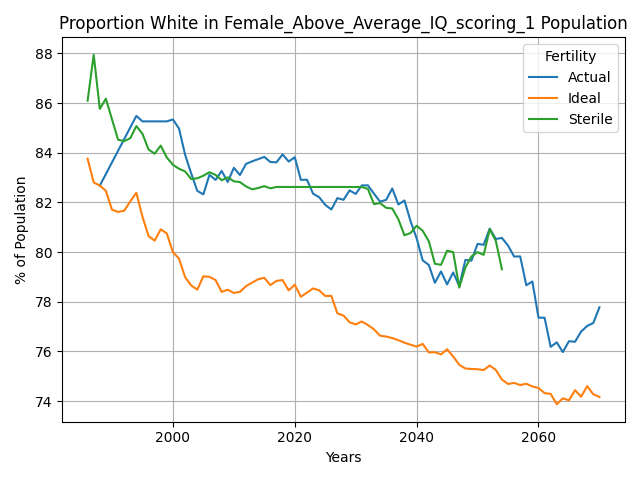 Proportion White in Female_Above_Average_IQ_scoring_1 Population
% of Population
88
86
84
82
80
78
76
74
2000
2020
2040
2060
Years
Fertility
Actual
Ideal
Sterile